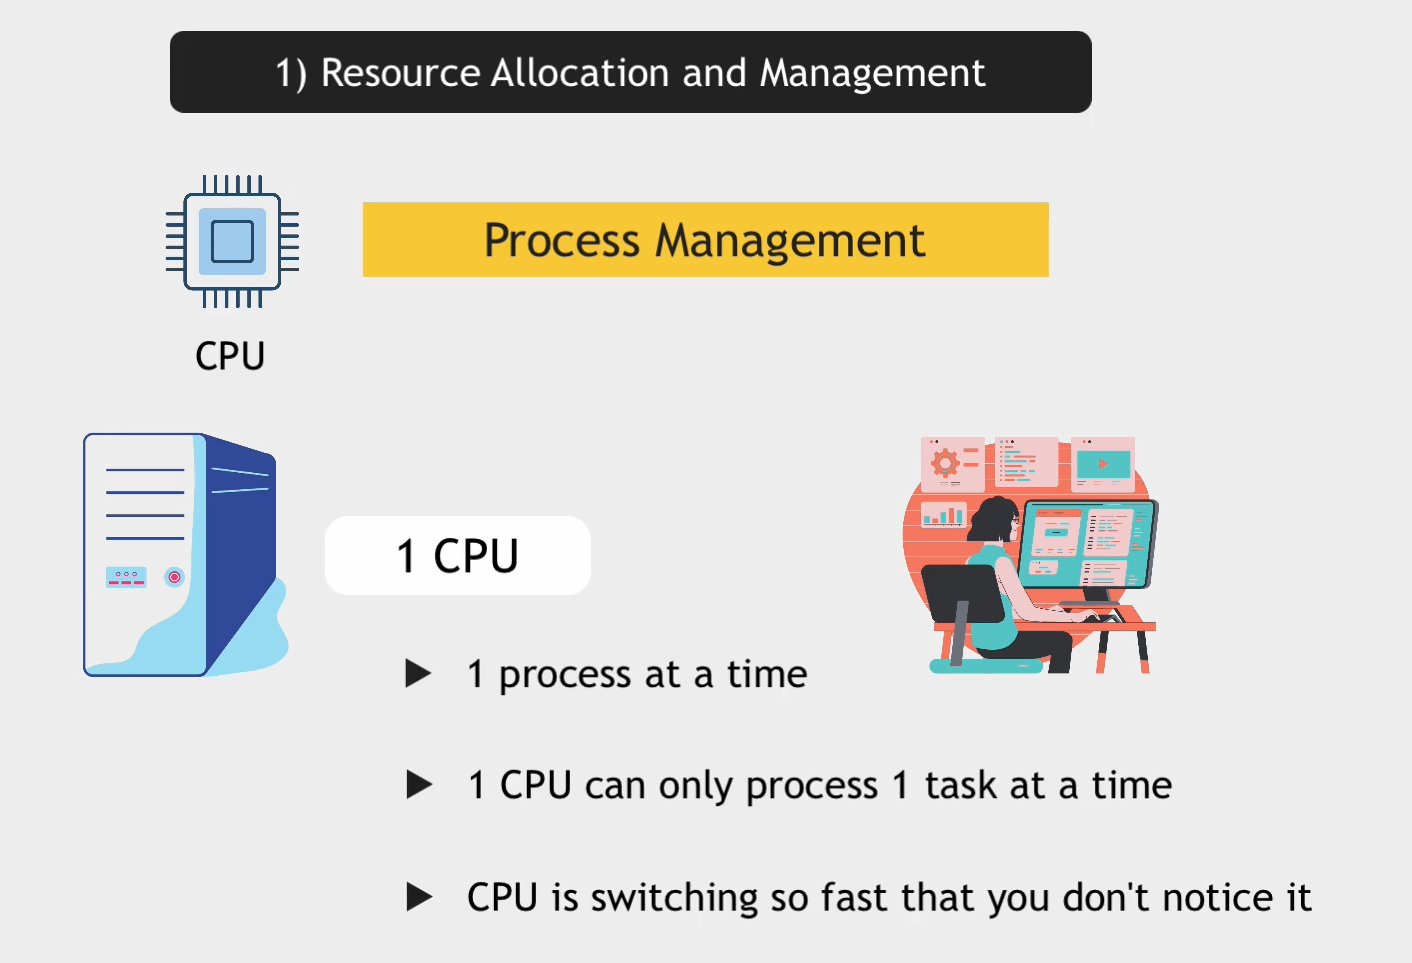 1) Resource Allocation and Management
Process Management
CPU
1 CPU
1 process at a time
1 CPU can only process 1 task at a time
CPU is switching so fast that you don't notice it